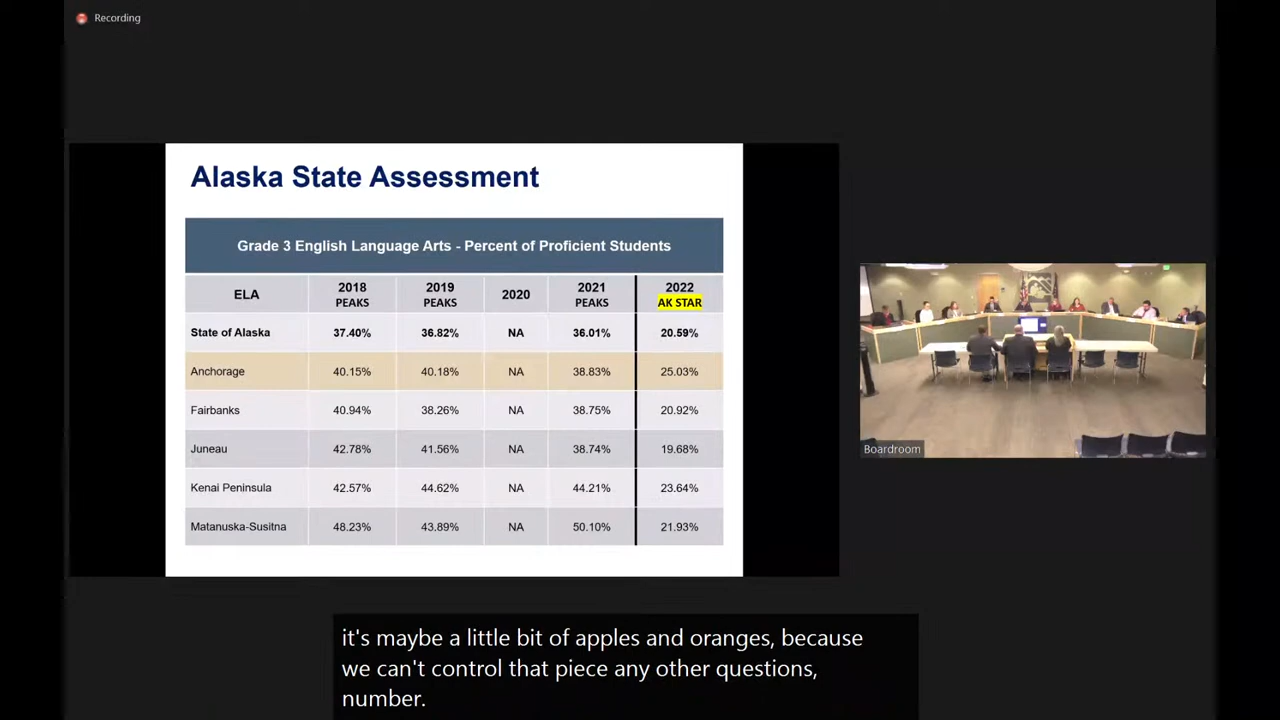 Recording
Alaska State Assessment
Grade 3 English Language Arts - Percent of Proficient Students
ELA 2018 PEAKS 2019 PEAKS 2020 2021 PEAKS 2022 AK STAR
State of Alaska 37.40% 36.82% NA 36.01% 20.59%
Anchorage 40.15% 40.18% NA 38.83% 25.03%
Fairbanks 40.94% 38.26% NA 38.75% 20.92%
Juneau 42.78% 41.56% NA 38.74% 19.68%
Kenai Peninsula 42.57% 44.62% NA 44.21% 23.64%
Matanuska-Susitna 48.23% 43.89% NA 50.10% 21.93%
Boardroom
it's maybe a little bit of apples and oranges, because
we can't control that piece any other questions,
number.